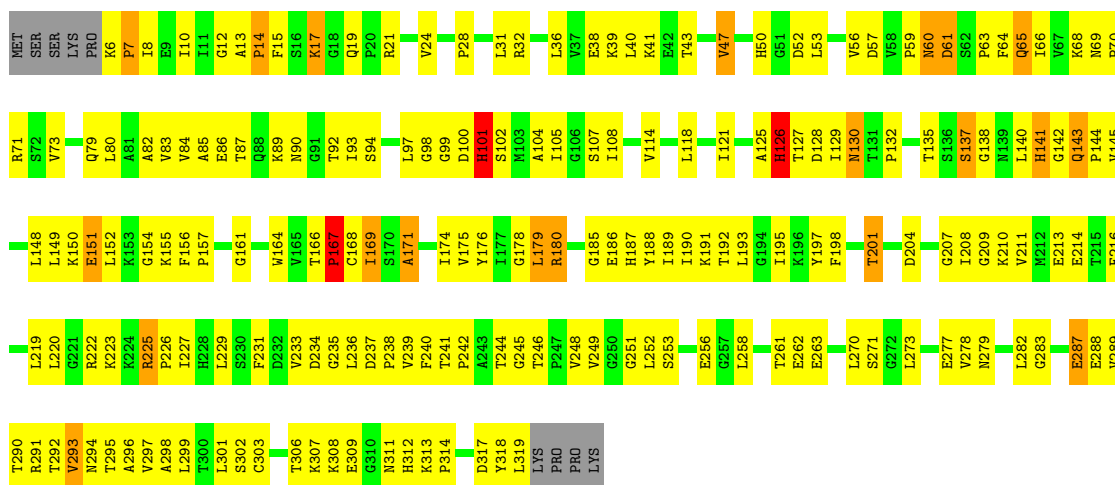 MET SER SER LYS PRO K6 P7 I8 E9 I10 I11 G12 A13 P14 F15 S16 K17 G18 Q19 P20 R21 V24 P28 L31 R32 L36 V37 E38 K39 L40 K41 E42 T43 V47 H50 G51 D52 L53 V56 D57 V58 P59 N60 D61 S62 P63 F64 Q65 I66 V67 K68 N69
R71 S72 V73 Q79 L80 A81 A82 V83 V84 A85 E86 T87 Q88 K89 N90 G91 T92 I93 S94 L97 G98 G99 D100 H101 S102 M103 A104 I105 G106 S107 I108 V114 L118 I121 A125 H126 T127 D128 I129 N130 T131 P132 T135 S136 S137 G138 N139 L140 H141 G142 Q143 P144
L148 L149 K150 E151 L152 K153 G154 K155 F156 P157 G161 W164 V165 T166 P167 C168 I169 S170 A171 I174 V175 Y176 I177 G178 L179 R180 G185 E186 H187 Y188 I189 I190 K191 T192 L193 G194 I195 K196 Y197 F198 T201 D204 G207 I208 G209 K210 V211 M212 E213 E214 T215
L219 L220 G221 R222 K223 K224 R225 P226 I227 H228 L229 S230 F231 D232 V233 D234 G235 L236 D237 P238 V239 F240 T241 P242 A243 T244 G245 T246 P247 V248 V249 G250 G251 L252 S253 E256 G257 L258 T261 E262 E263 L270 S271 G272 L273 E277 V278 N279 L282 G283 E287 E288
T290 R291 T292 V293 N294 T295 A296 V297 A298 L299 T300 L301 S302 C303 T306 K307 K308 E309 G310 N311 H312 K313 P314 D317 Y318 L319 LYS PRO PRO LYS